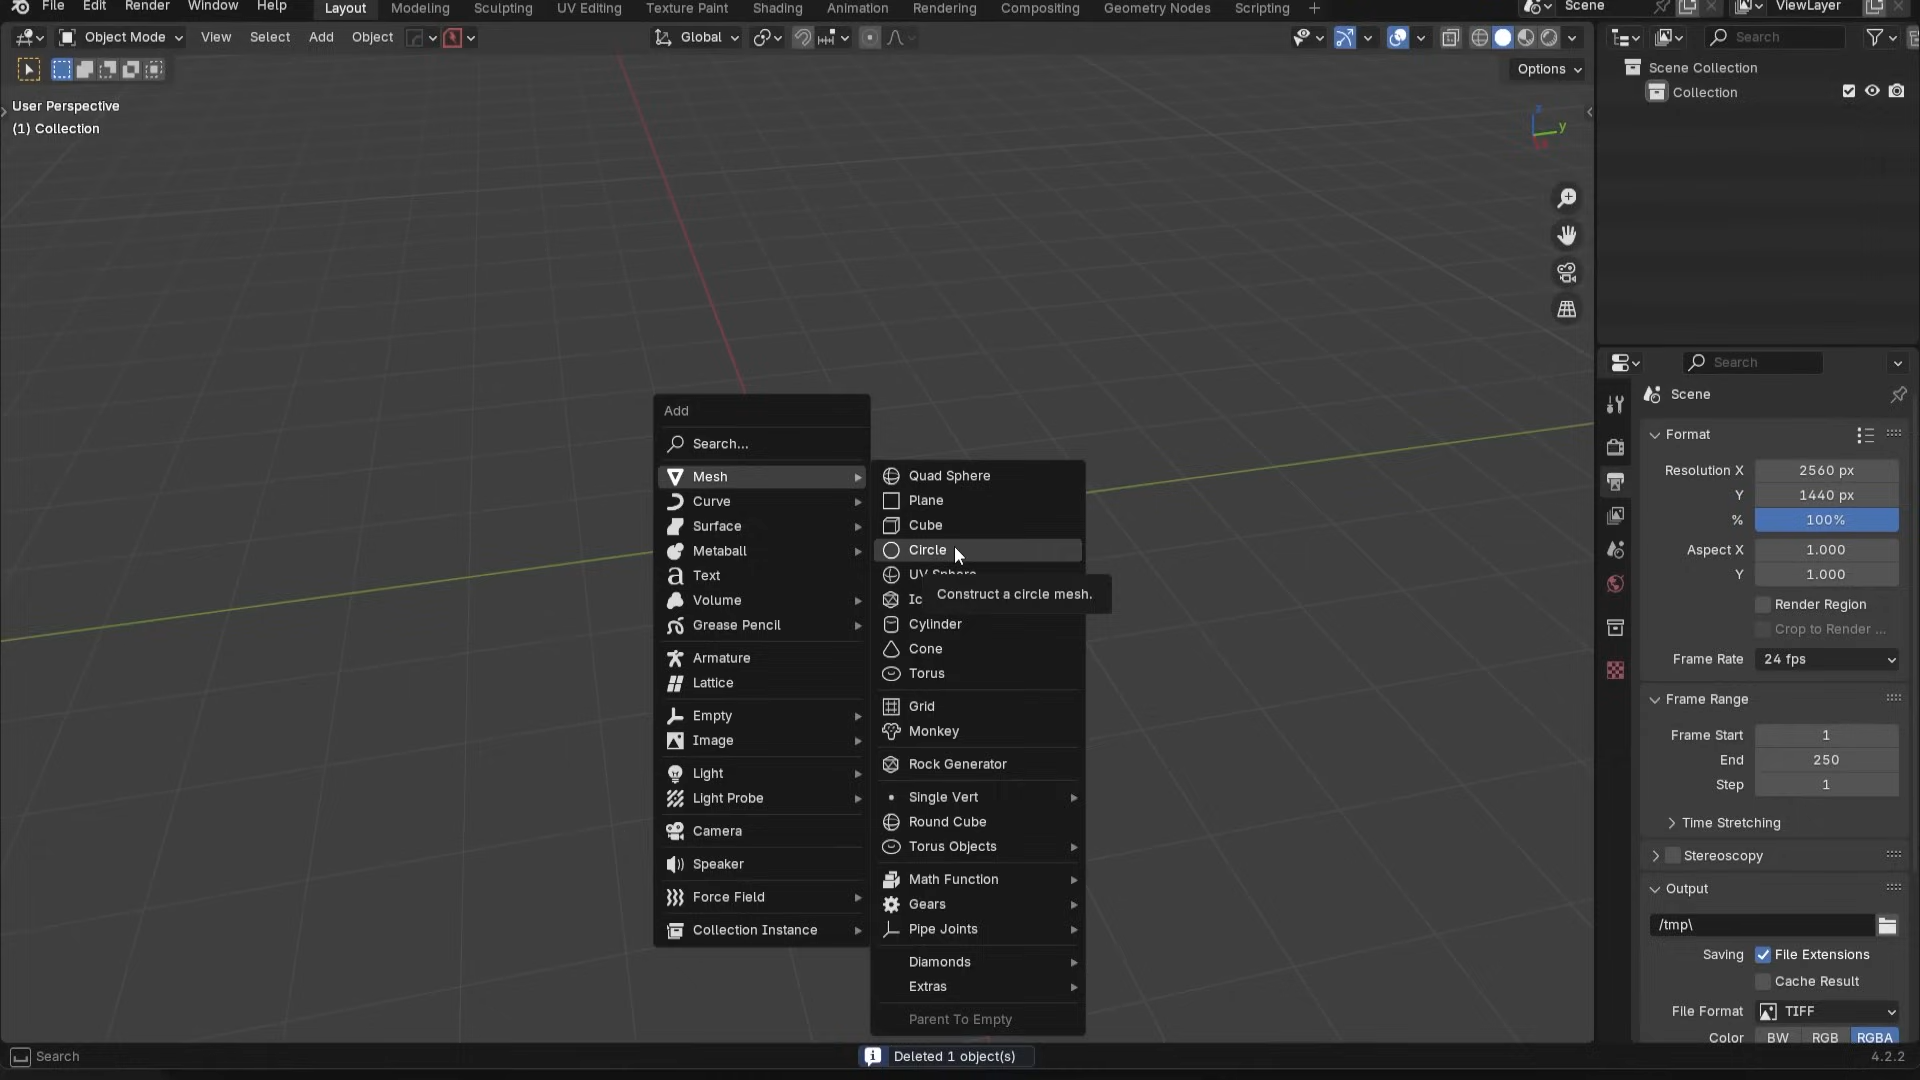 File Edit Render Window Help Layout Modeling Sculpting UV Editing Texture Paint Shading Animation Rendering Compositing Geometry Nodes Scripting Scene ViewLayer
Object Mode View Select Add Object Global Search
Options
User Perspective
(1) Collection
Scene Collection
Collection
z
y
Add
Search...
Mesh
Curve
Surface
Metaball
Text
Volume
Grease Pencil
Armature
Lattice
Empty
Image
Light
Light Probe
Camera
Speaker
Force Field
Collection Instance
Quad Sphere
Plane
Cube
Circle
UV Sphere
Ic
Construct a circle mesh.
Cylinder
Cone
Torus
Grid
Monkey
Rock Generator
Single Vert
Round Cube
Torus Objects
Math Function
Gears
Pipe Joints
Diamonds
Extras
Parent To Empty
Search
Scene
Format
Resolution X 2560 px
Y 1440 px
% 100%
Aspect X 1.000
Y 1.000
Render Region
Crop to Render ...
Frame Rate 24 fps
Frame Range
Frame Start 1
End 250
Step 1
Time Stretching
Stereoscopy
Output
/tmp\
Saving File Extensions
Cache Result
File Format TIFF
Color BW RGB RGBA
Search
Deleted 1 object(s)
4.2.2